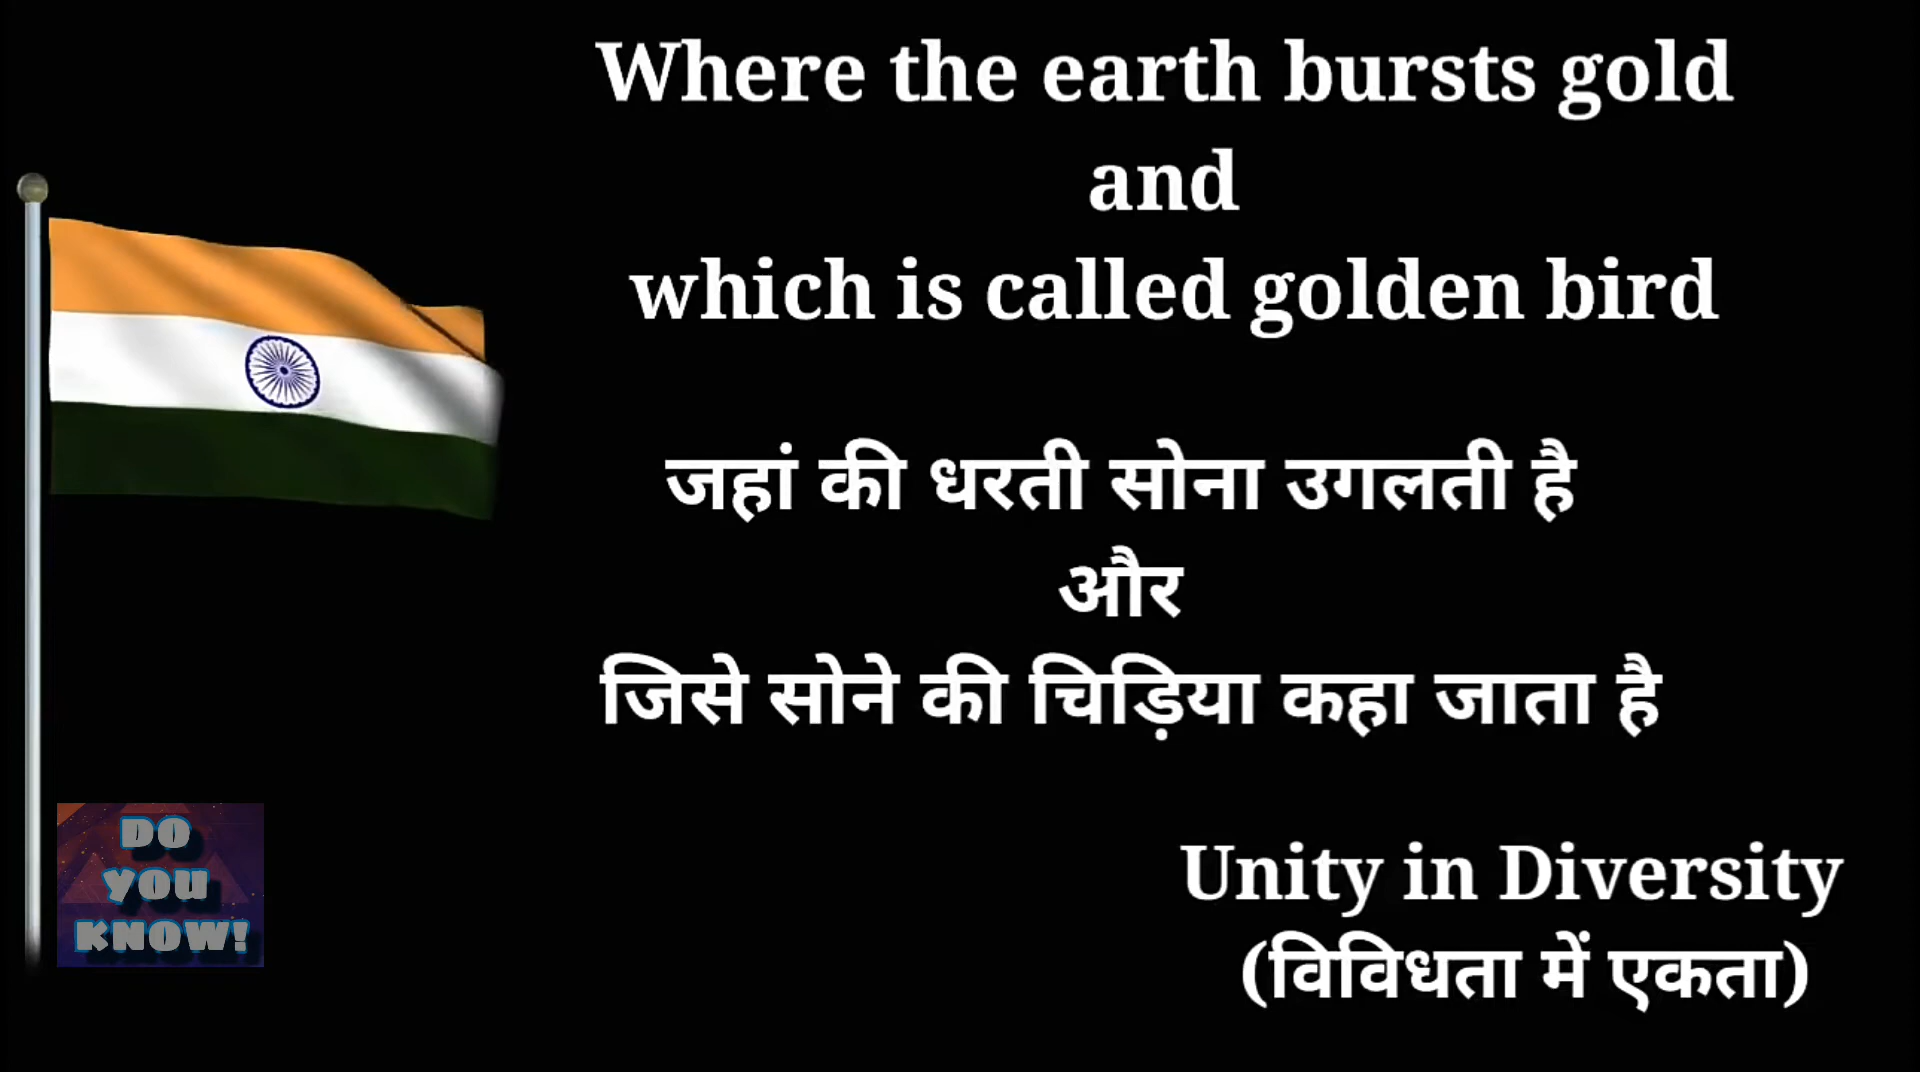 Where the earth bursts gold
and
which is called golden bird
जहां की धरती सोना उगलती है
और
जिसे सोने की चिड़िया कहा जाता है
Unity in Diversity
(विविधता में एकता)
DO
you
KNOW!